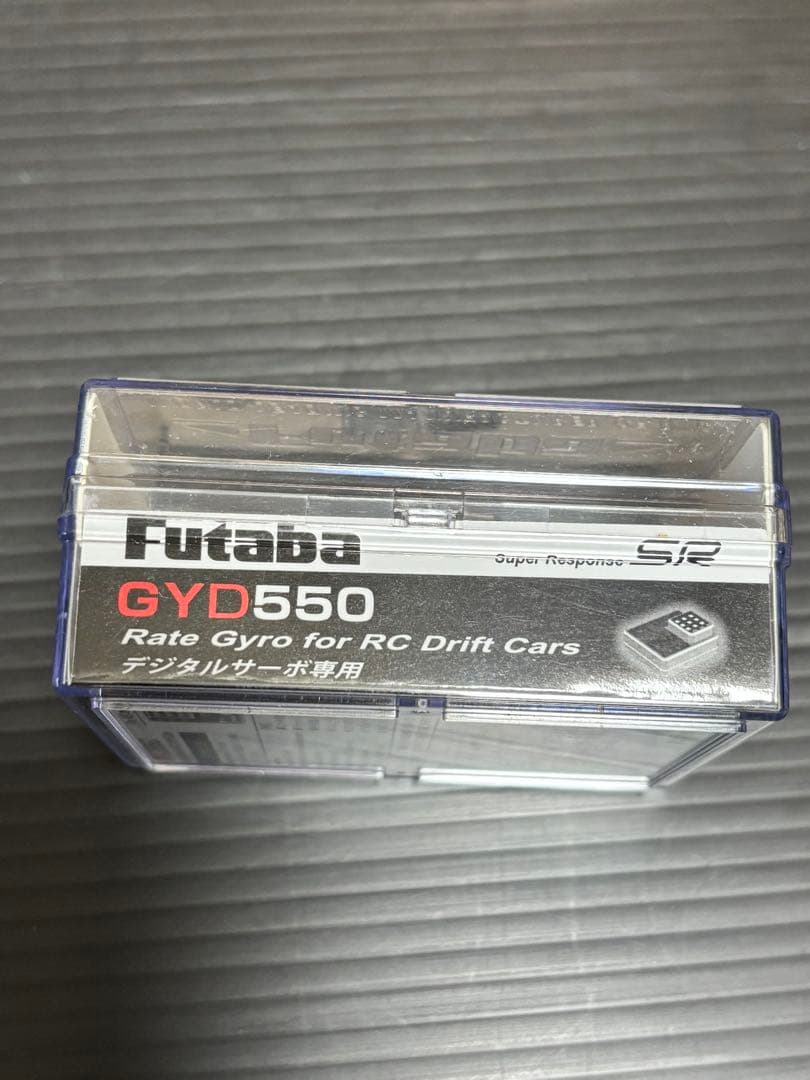 Futaba
Super Response SR
GYD550
Rate Gyro for RC Drift Cars
デジタルサーボ専用